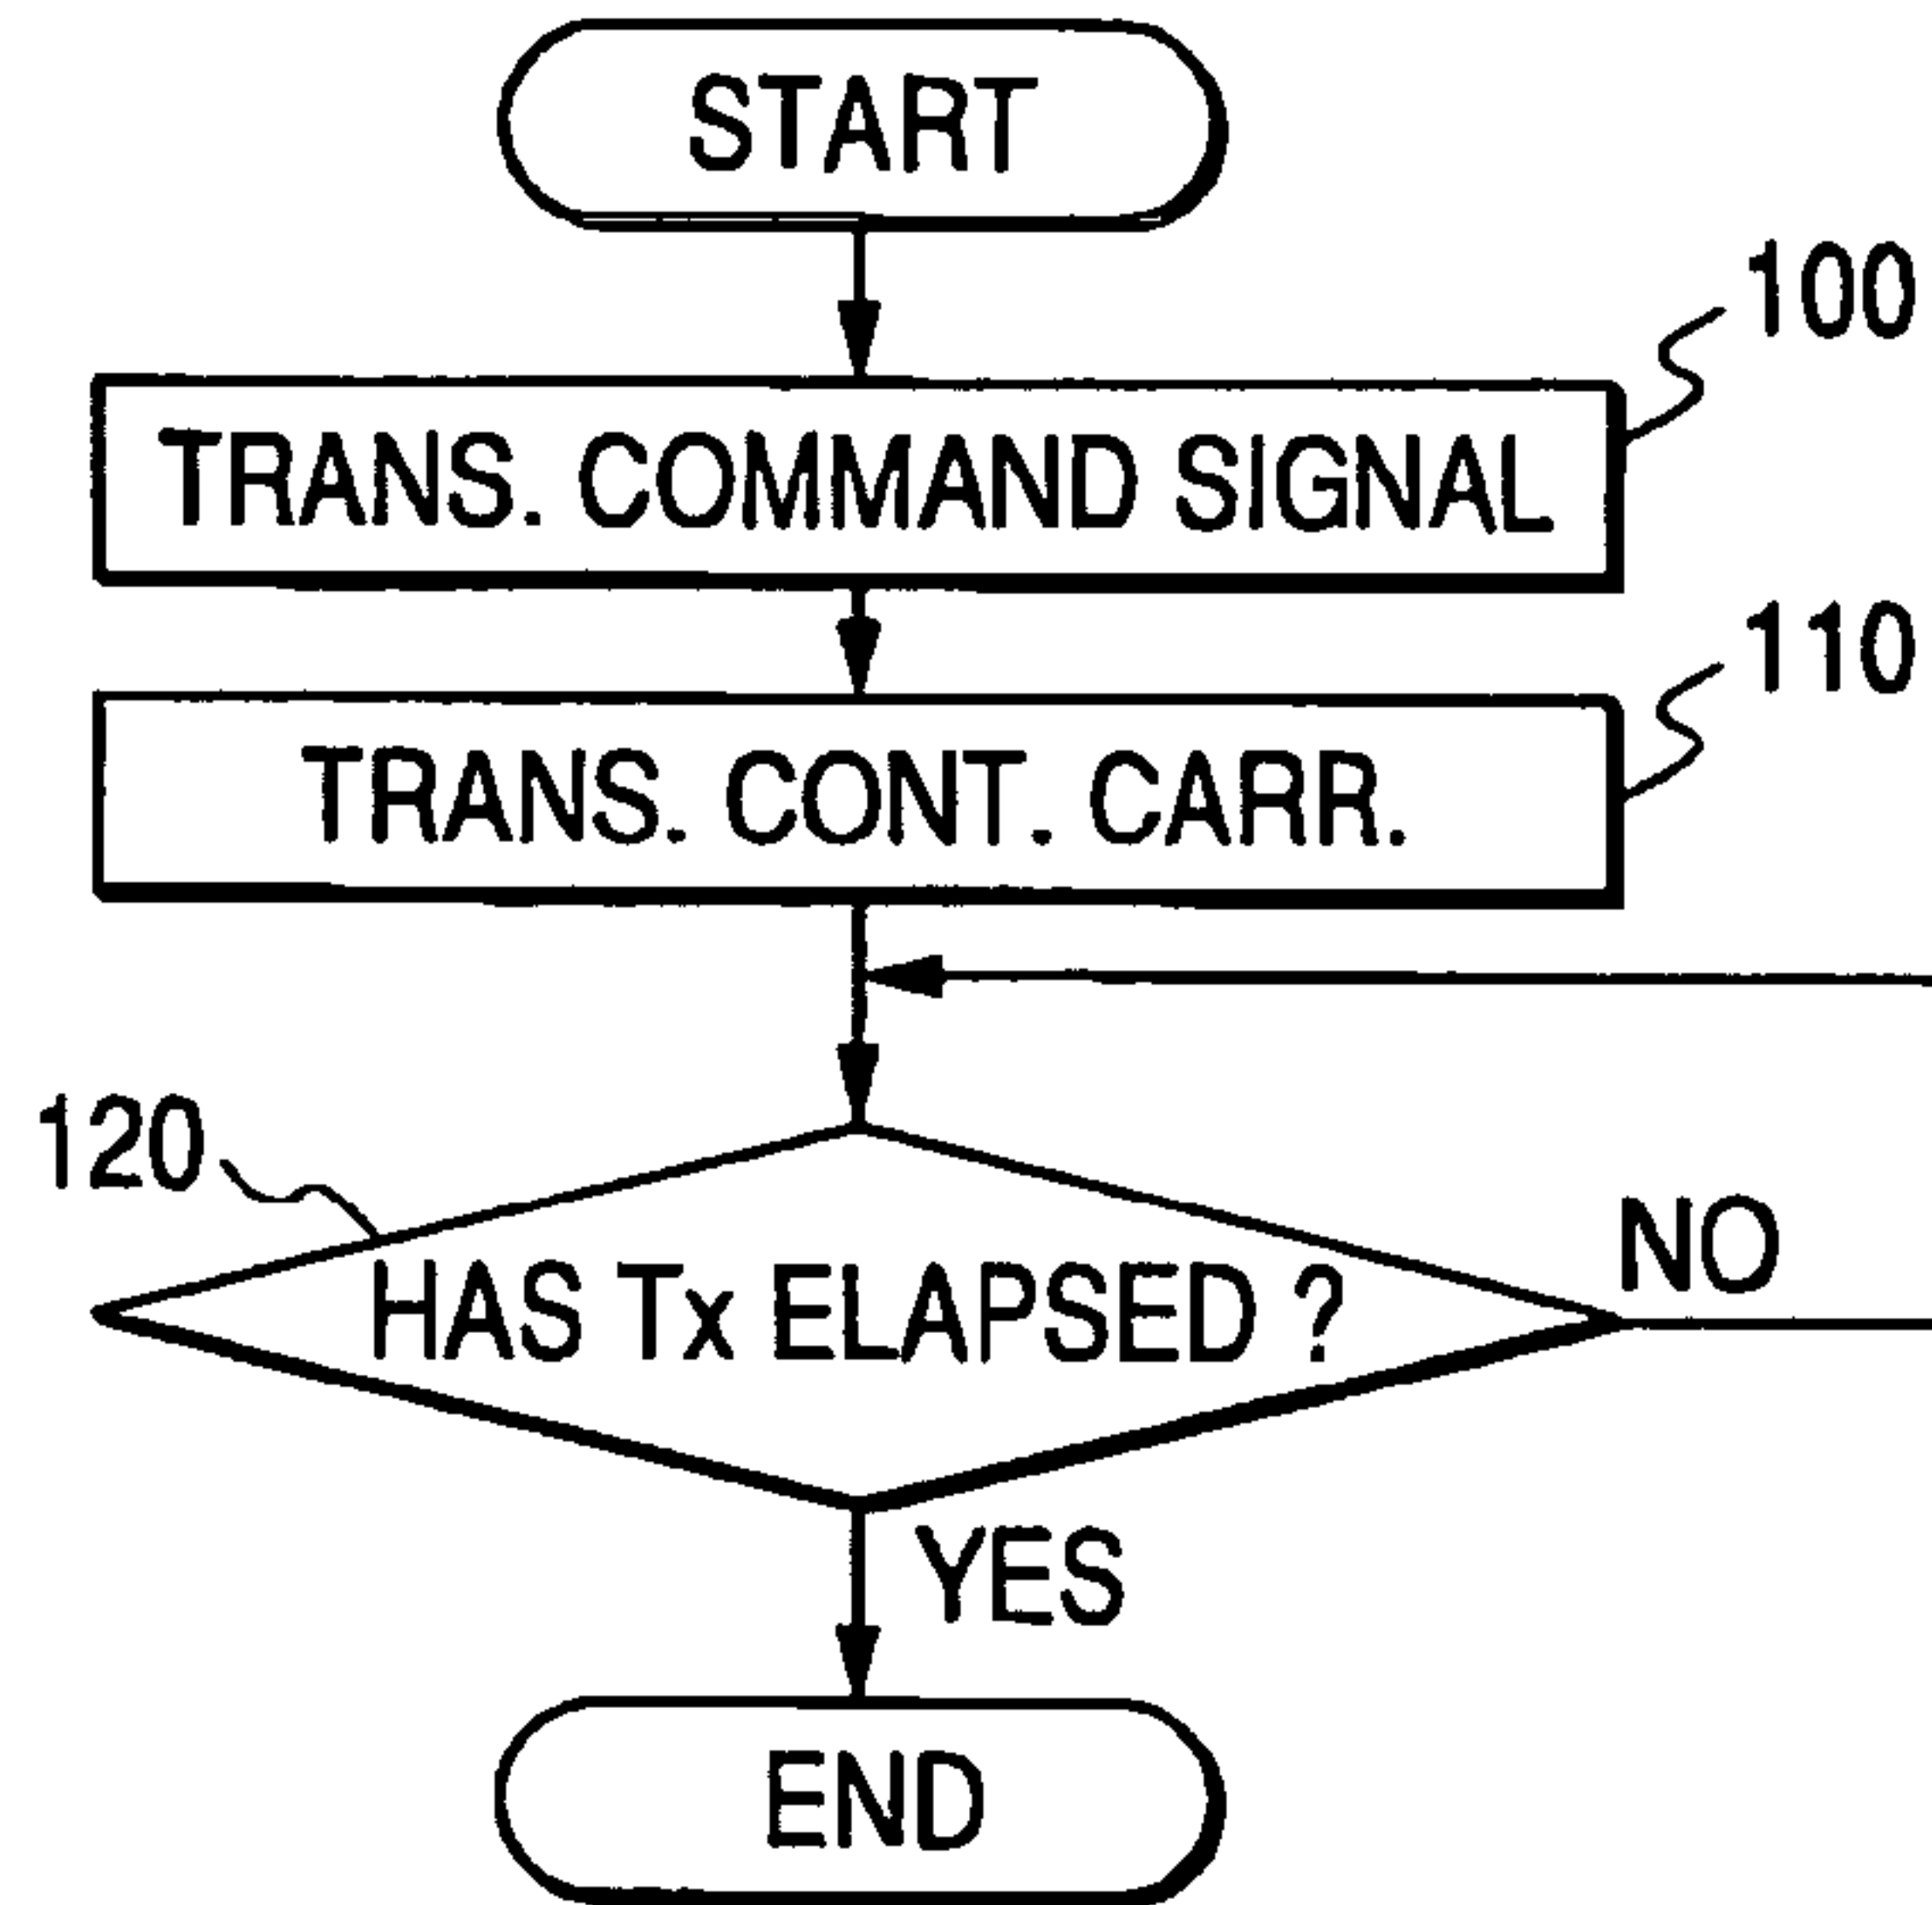 START
100
TRANS. COMMAND SIGNAL
110
TRANS. CONT. CARR.
120
HAS Tx ELAPSED ?
NO
YES
END